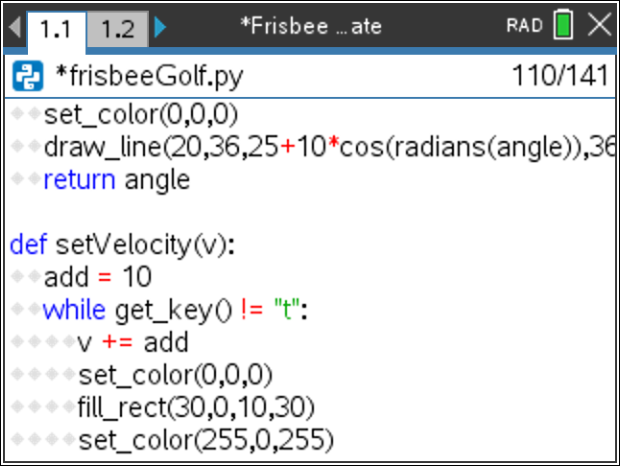 1.1 1.2 *Frisbee ...ate RAD
*frisbeeGolf.py 110/141
set_color(0,0,0)
draw_line(20,36,25+10*cos(radians(angle)),36
return angle
def setVelocity(v):
add = 10
while get_key() != "t":
v += add
set_color(0,0,0)
fill_rect(30,0,10,30)
set_color(255,0,255)